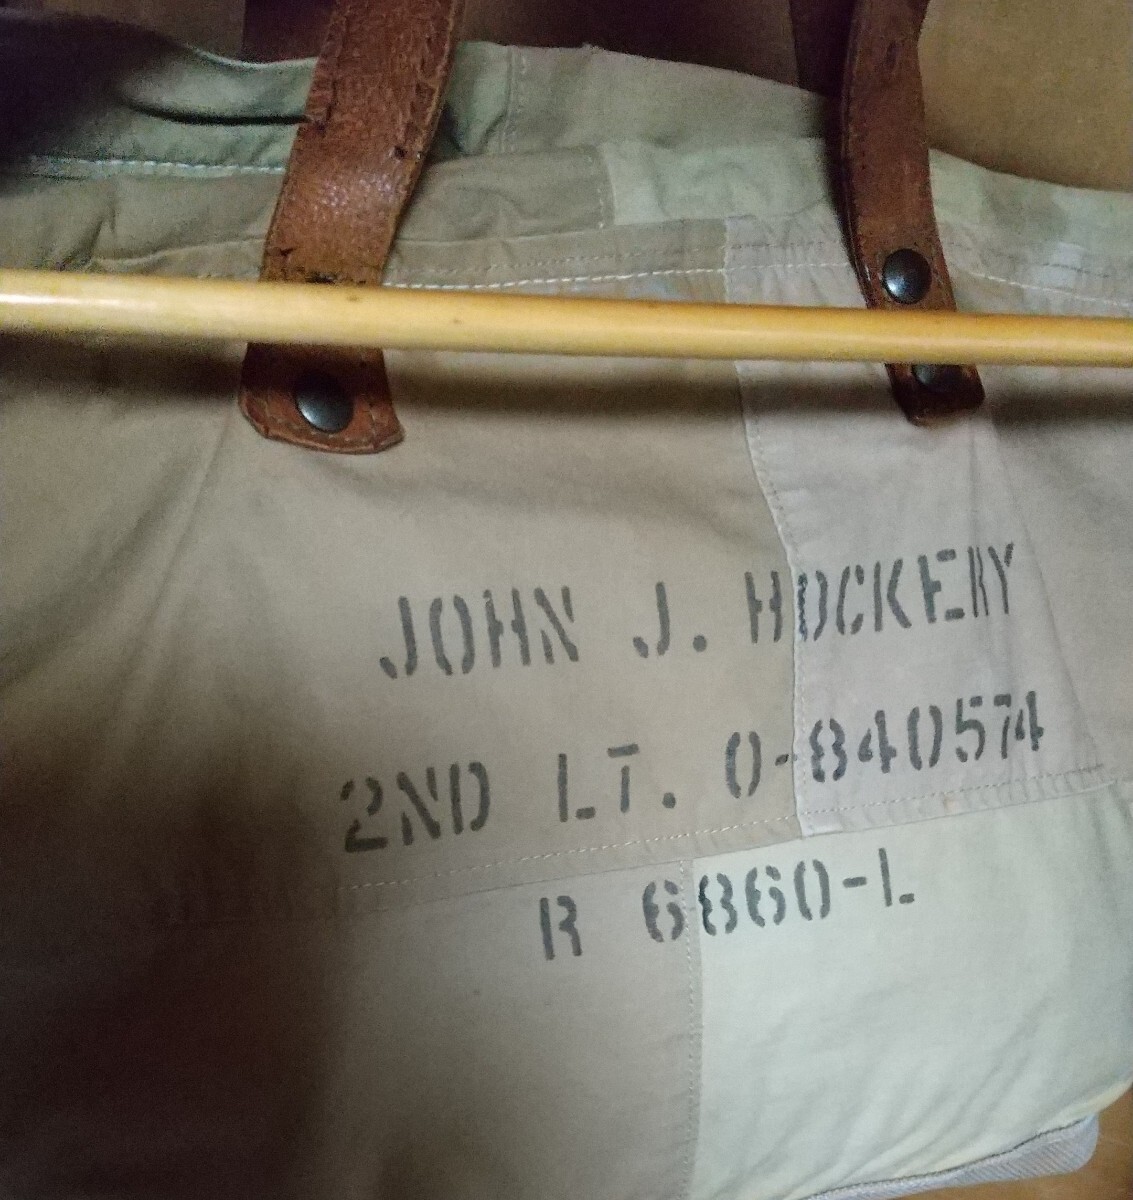 JOHN J. HOCKERY
2ND LT. 0-840574
R 6860-L